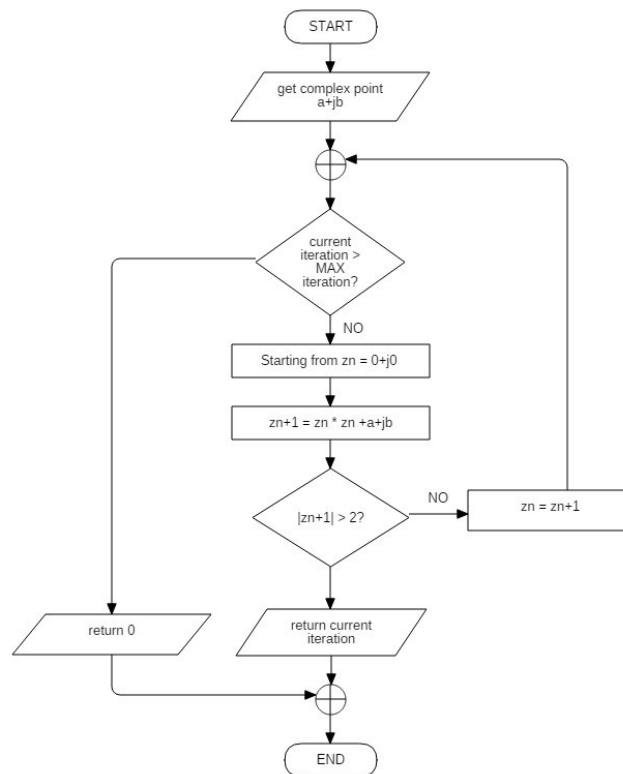 START
get complex point
a+jb
current
iteration >
MAX
iteration?
NO
Starting from zn = 0+j0
zn+1 = zn * zn +a+jb
|zn+1| > 2?
NO
zn = zn+1
return 0
return current
iteration
END